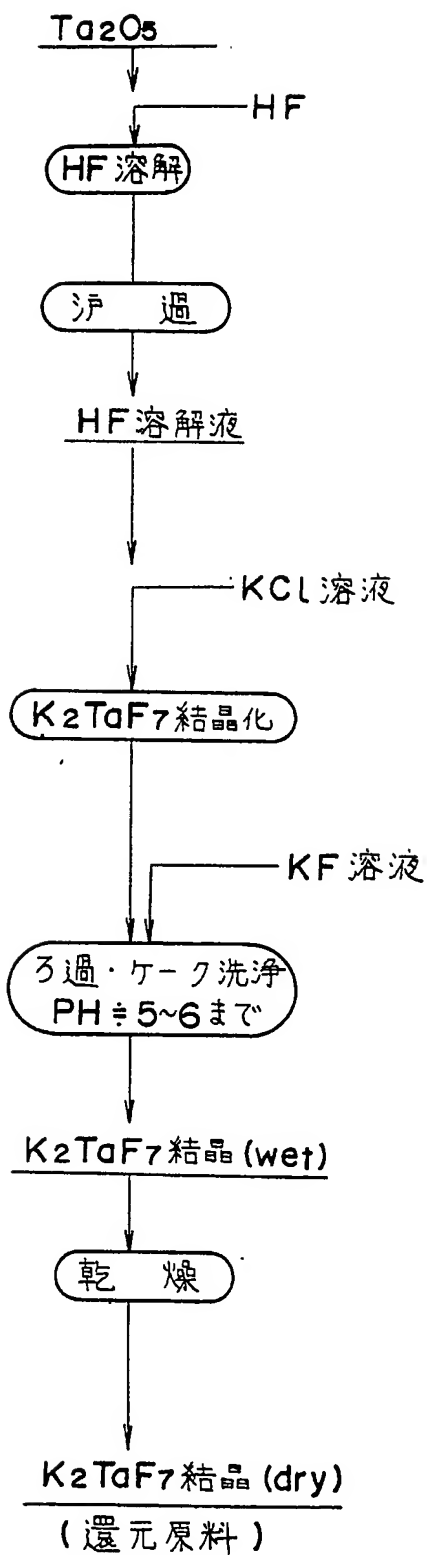 Ta2O5
HF
HF溶解
沪過
HF溶解液
KCl溶液
K2TaF7結晶化
KF溶液
ろ過・ケーク洗浄
PH≒5~6まで
K2TaF7結晶(wet)
乾燥
K2TaF7結晶(dry)
(還元原料)